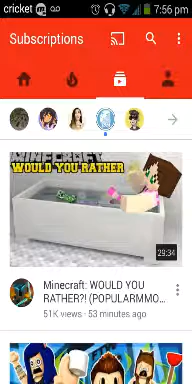 cricket 7:56 pm
Subscriptions
MINECRAFT
WOULD YOU RATHER
29:34
Minecraft: WOULD YOU
RATHER?! (POPULARMMO...
51K views · 53 minutes ago